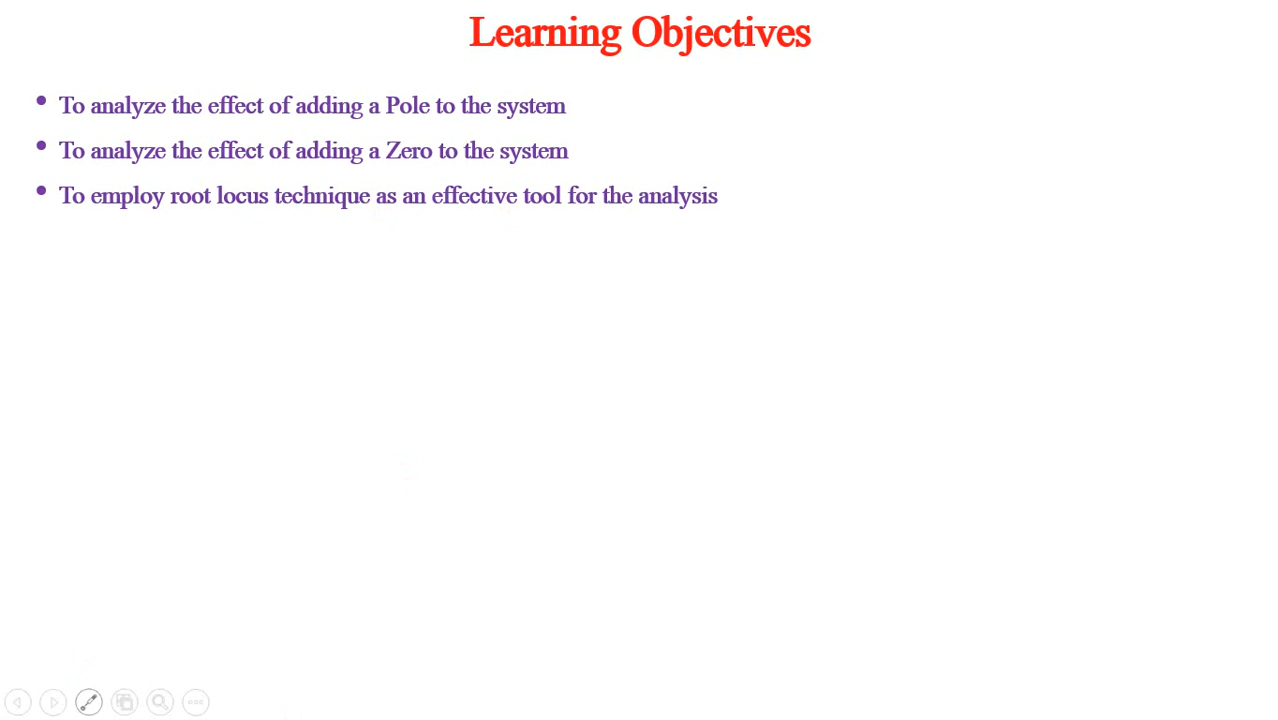 Learning Objectives
• To analyze the effect of adding a Pole to the system
• To analyze the effect of adding a Zero to the system
• To employ root locus technique as an effective tool for the analysis